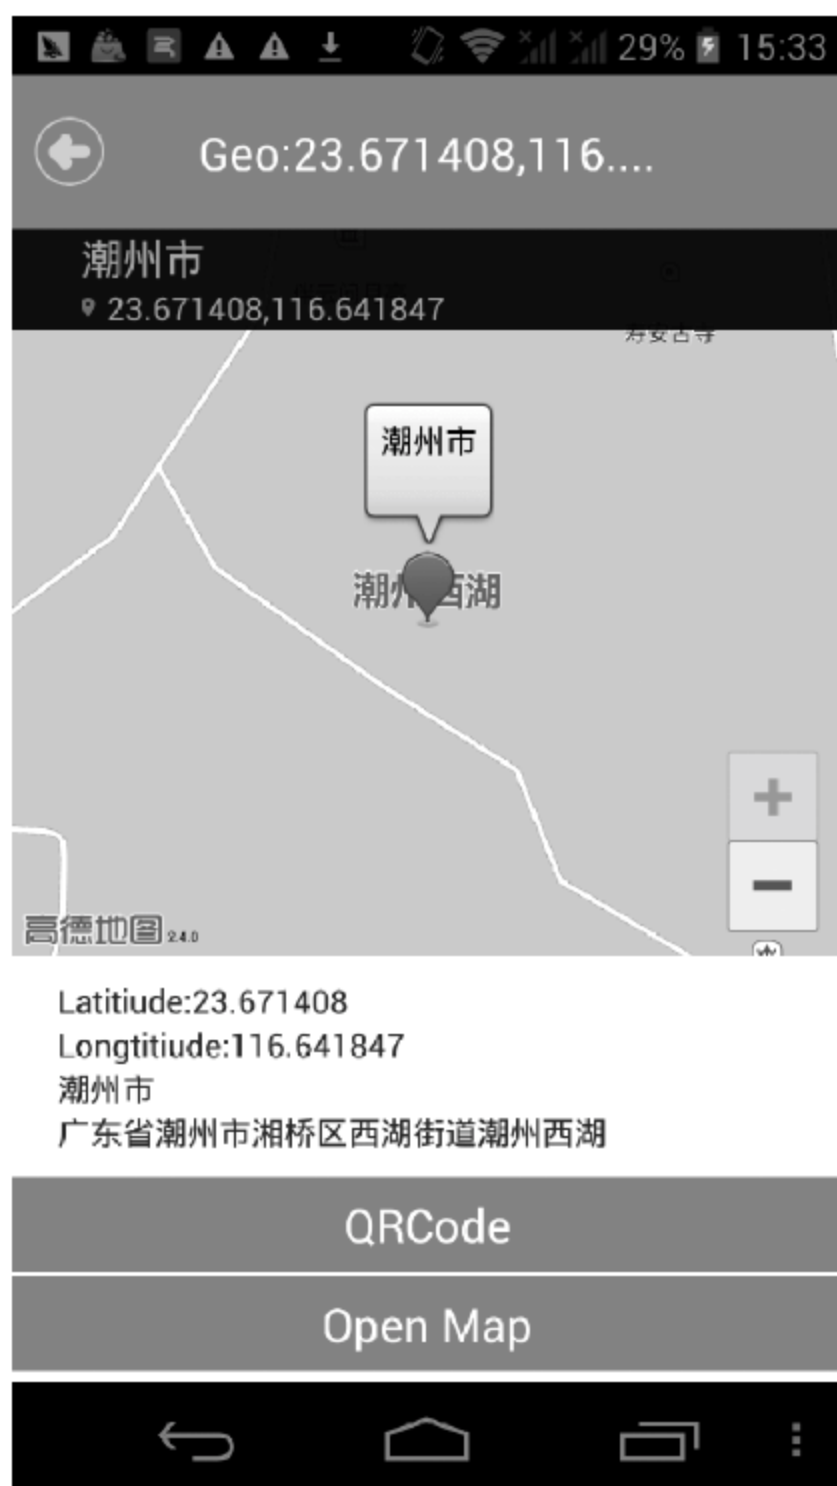 29% 15:33
Geo:23.671408,116....
潮州市
23.671408,116.641847
寿安古寺
潮州市
潮州西湖
高德地图 2.4.0
Latitiude:23.671408
Longtitiude:116.641847
潮州市
广东省潮州市湘桥区西湖街道潮州西湖
QRCode
Open Map